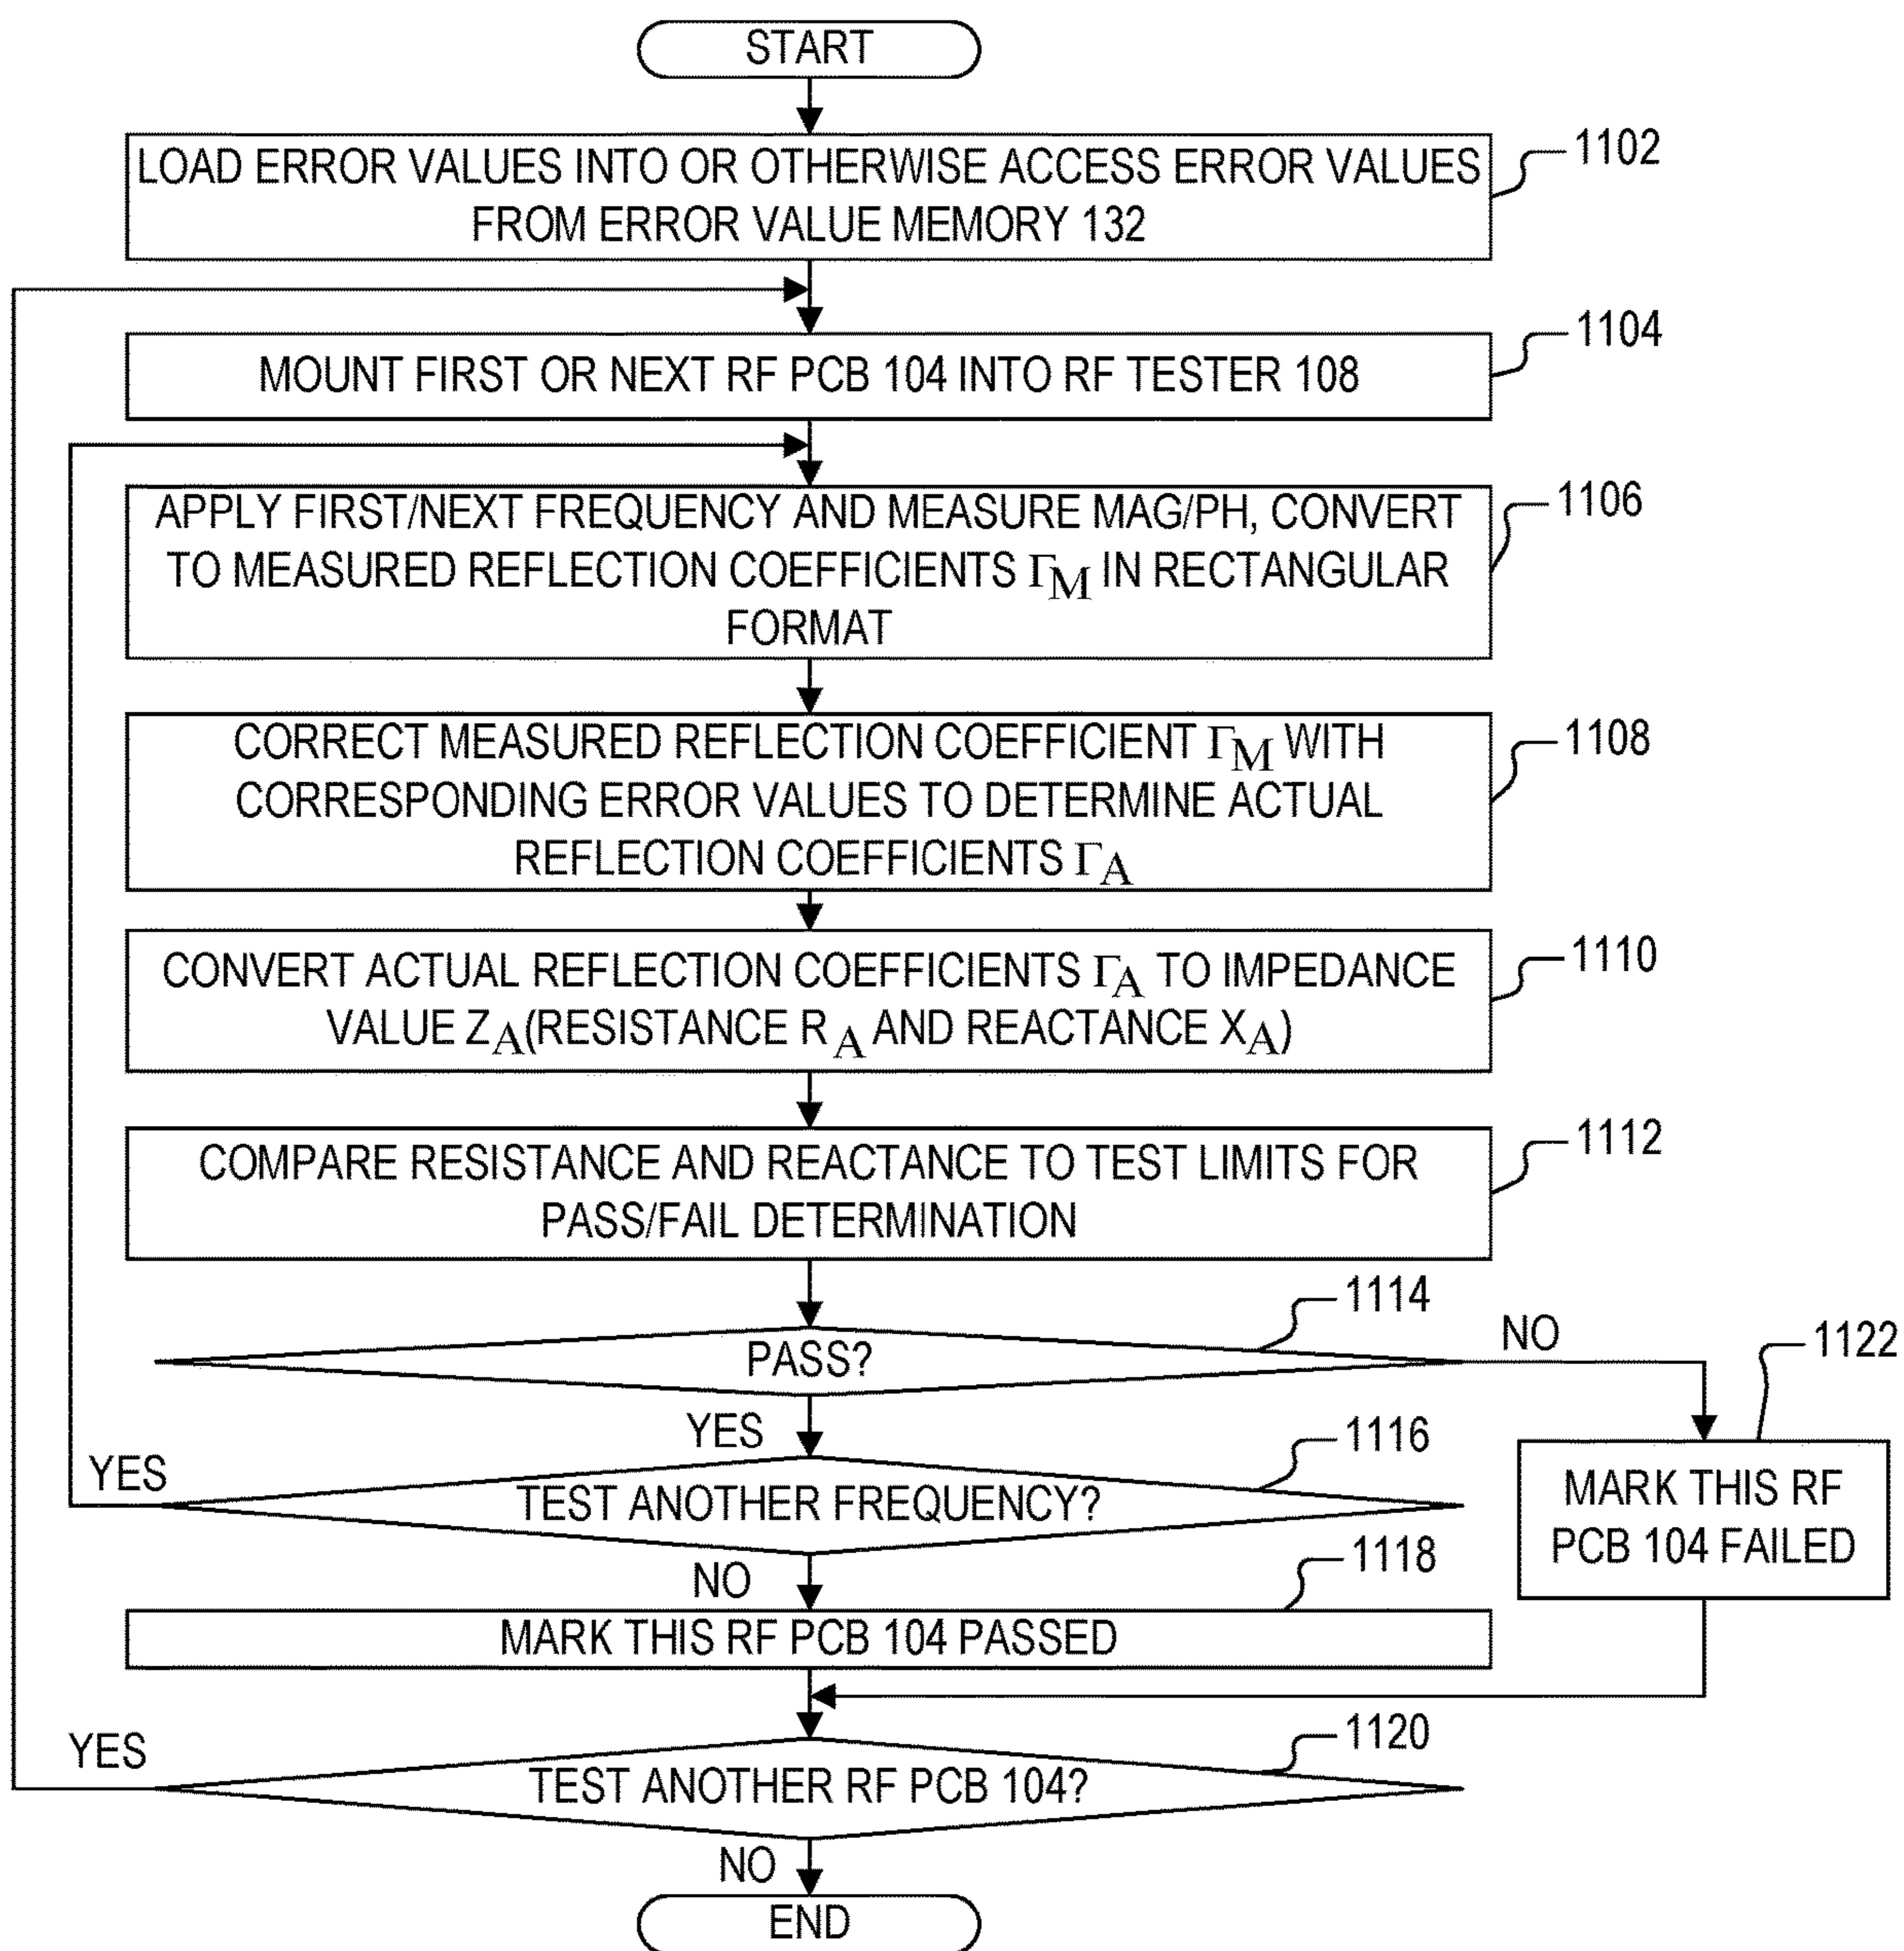 START
LOAD ERROR VALUES INTO OR OTHERWISE ACCESS ERROR VALUES
FROM ERROR VALUE MEMORY 132
1102
MOUNT FIRST OR NEXT RF PCB 104 INTO RF TESTER 108
1104
APPLY FIRST/NEXT FREQUENCY AND MEASURE MAG/PH, CONVERT
TO MEASURED REFLECTION COEFFICIENTS ΓM IN RECTANGULAR
FORMAT
1106
CORRECT MEASURED REFLECTION COEFFICIENT ΓM WITH
CORRESPONDING ERROR VALUES TO DETERMINE ACTUAL
REFLECTION COEFFICIENTS ΓA
1108
CONVERT ACTUAL REFLECTION COEFFICIENTS ΓA TO IMPEDANCE
VALUE ZA(RESISTANCE RA AND REACTANCE XA)
1110
COMPARE RESISTANCE AND REACTANCE TO TEST LIMITS FOR
PASS/FAIL DETERMINATION
1112
PASS?
1114
NO
1122
MARK THIS RF
PCB 104 FAILED
YES
TEST ANOTHER FREQUENCY?
1116
YES
NO
MARK THIS RF PCB 104 PASSED
1118
TEST ANOTHER RF PCB 104?
1120
YES
NO
END